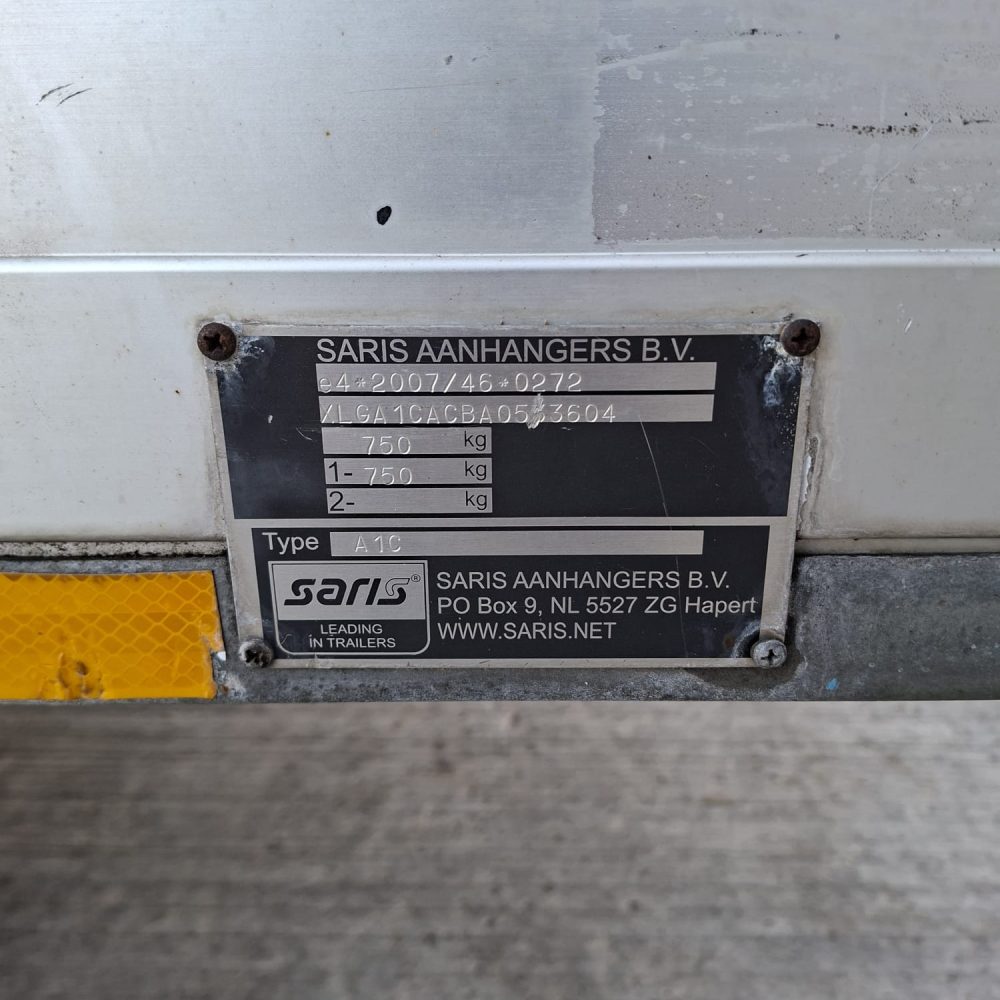 SARIS AANHANGERS B.V.
e4*2007/46*0272
750 kg
1- 750 kg
2- kg
Type A1C
saris®
LEADING
IN TRAILERS
SARIS AANHANGERS B.V.
PO Box 9, NL 5527 ZG Hapert
WWW.SARIS.NET